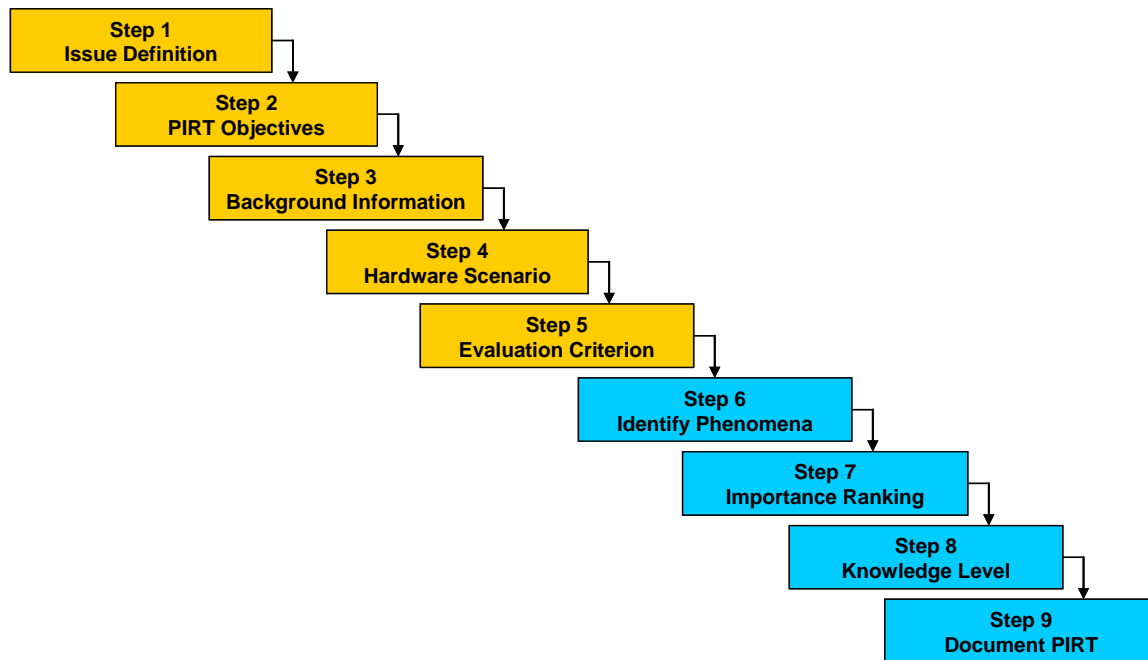 Step 1
Issue Definition
Step 2
PIRT Objectives
Step 3
Background Information
Step 4
Hardware Scenario
Step 5
Evaluation Criterion
Step 6
Identify Phenomena
Step 7
Importance Ranking
Step 8
Knowledge Level
Step 9
Document PIRT